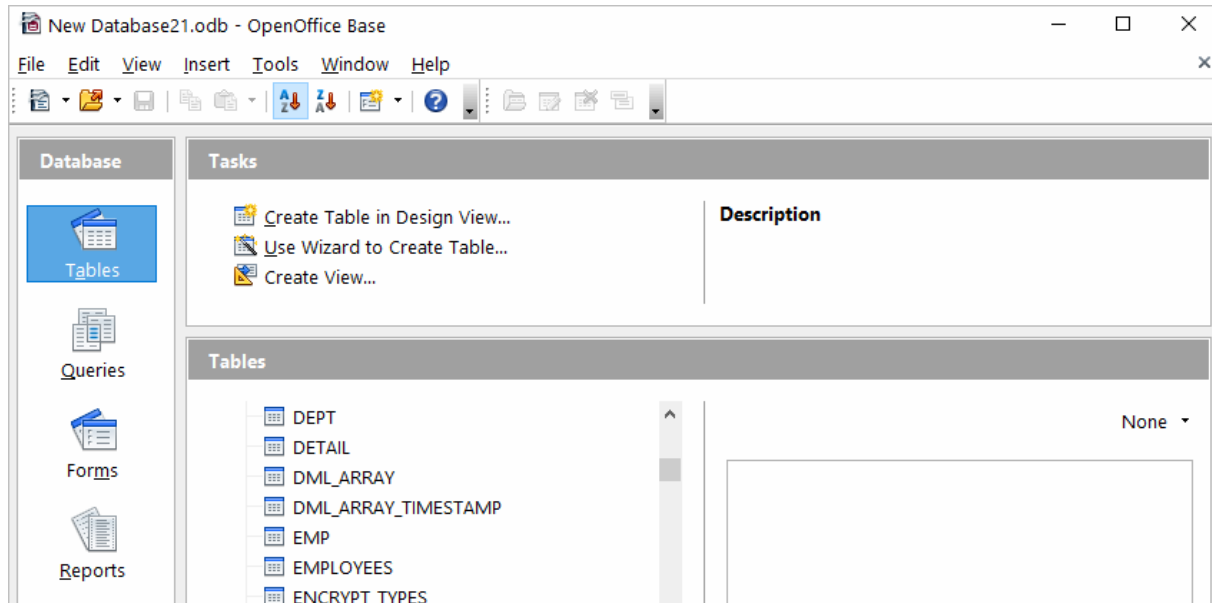 New Database21.odb - OpenOffice Base
File Edit View Insert Tools Window Help
Database
Tables
Queries
Forms
Reports
Tasks
Create Table in Design View...
Use Wizard to Create Table...
Create View...
Description
Tables
DEPT
DETAIL
DML_ARRAY
DML_ARRAY_TIMESTAMP
EMP
EMPLOYEES
ENCRYPT_TYPES
None